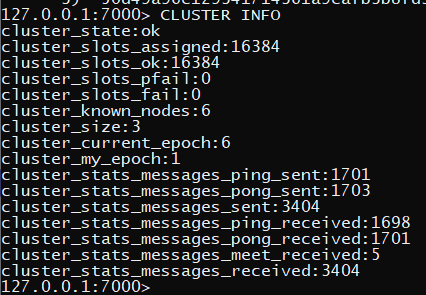 127.0.0.1:7000> CLUSTER INFO
cluster_state:ok
cluster_slots_assigned:16384
cluster_slots_ok:16384
cluster_slots_pfail:0
cluster_slots_fail:0
cluster_known_nodes:6
cluster_size:3
cluster_current_epoch:6
cluster_my_epoch:1
cluster_stats_messages_ping_sent:1701
cluster_stats_messages_pong_sent:1703
cluster_stats_messages_sent:3404
cluster_stats_messages_ping_received:1698
cluster_stats_messages_pong_received:1701
cluster_stats_messages_meet_received:5
cluster_stats_messages_received:3404
127.0.0.1:7000>